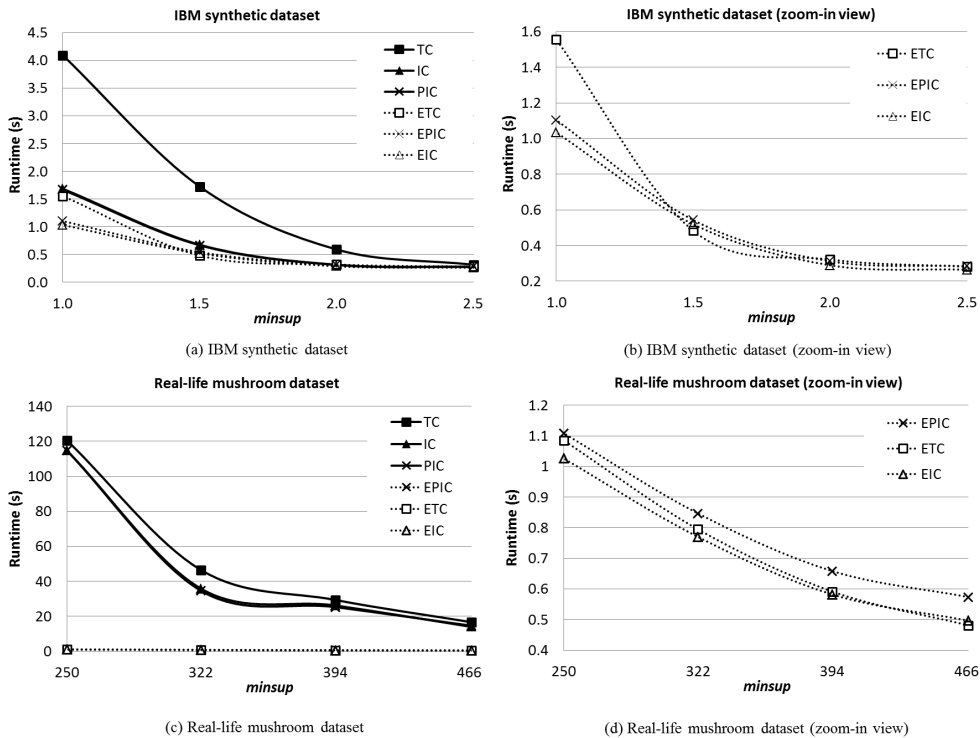 IBM synthetic dataset
4.5
4.0
3.5
3.0
2.5
2.0
1.5
1.0
0.5
0.0
Runtime (s)
TC
IC
PIC
ETC
EPIC
EIC
1.0 1.5 2.0 2.5
minsup
(a) IBM synthetic dataset
IBM synthetic dataset (zoom-in view)
1.6
1.4
1.2
1.0
0.8
0.6
0.4
0.2
Runtime (s)
ETC
EPIC
EIC
1.0 1.5 2.0 2.5
minsup
(b) IBM synthetic dataset (zoom-in view)
Real-life mushroom dataset
140
120
100
80
60
40
20
0
Runtime (s)
TC
IC
PIC
EPIC
ETC
EIC
250 322 394 466
minsup
(c) Real-life mushroom dataset
Real-life mushroom dataset (zoom-in view)
1.2
1.1
1
0.9
0.8
0.7
0.6
0.5
0.4
Runtime (s)
EPIC
ETC
EIC
250 322 394 466
minsup
(d) Real-life mushroom dataset (zoom-in view)